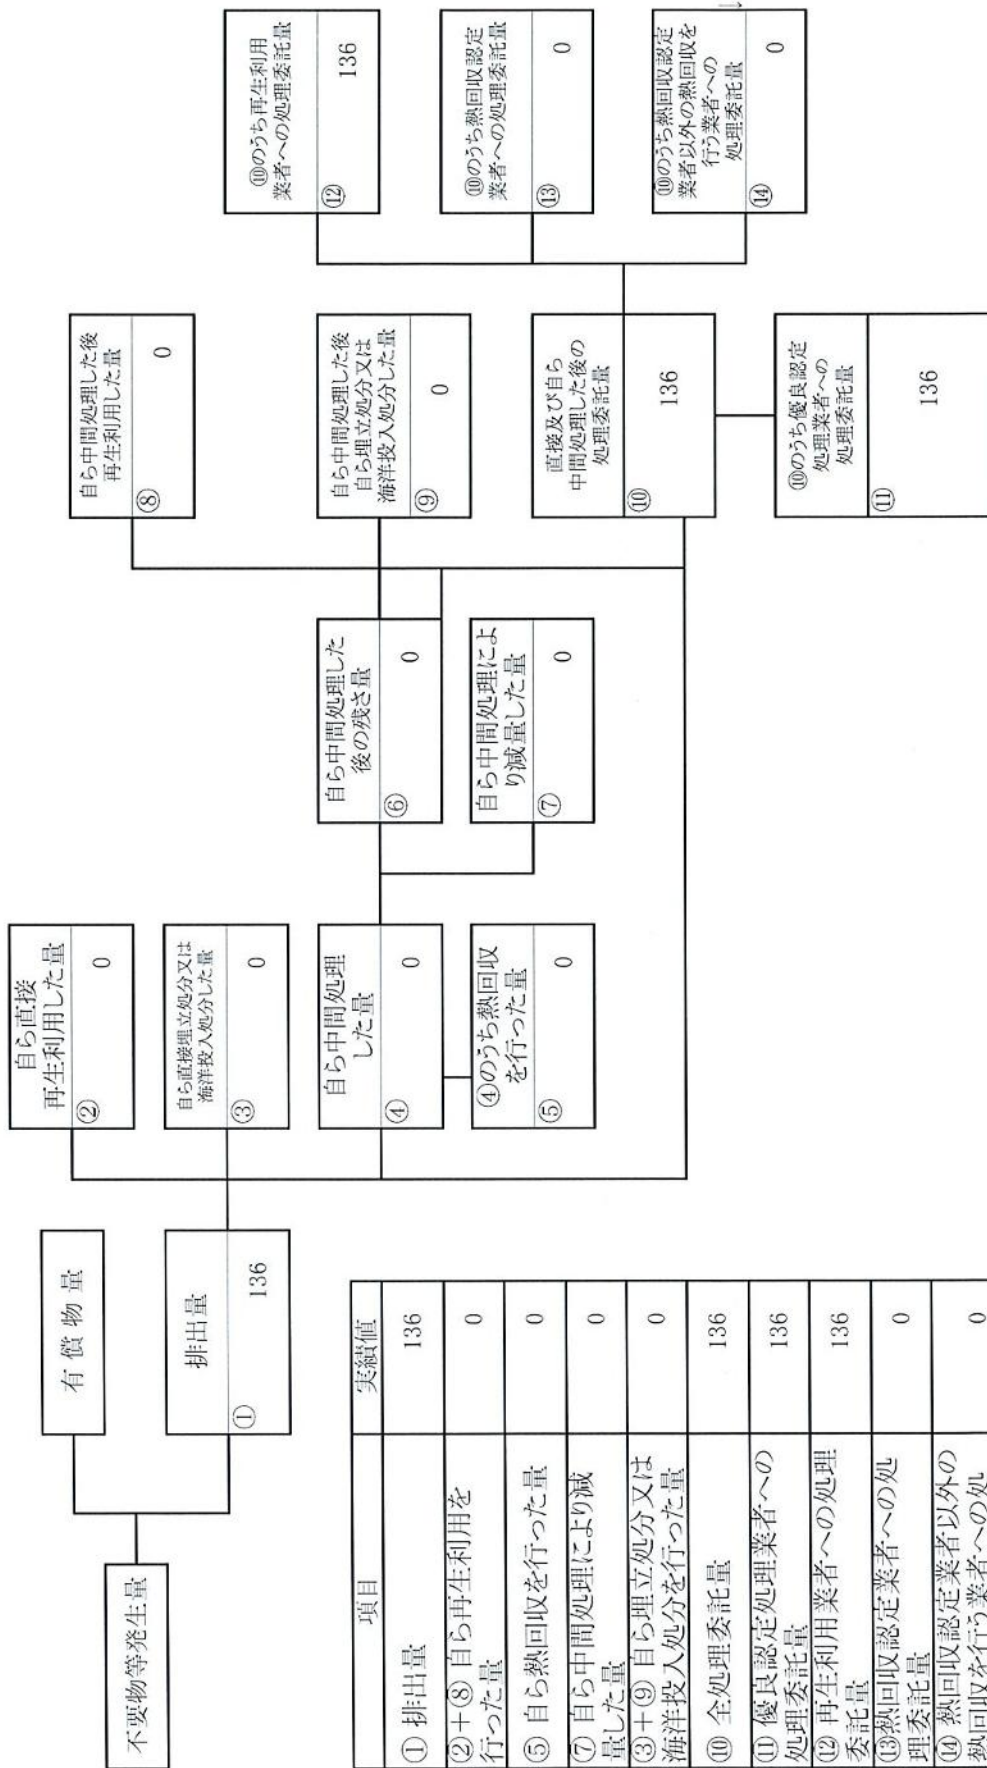 不要物等発生量
有償物量
排出量
①
136
自ら直接
再生利用した量
②
0
自ら直接埋立処分又は
海洋投入処分した量
③
0
自ら中間処理
した量
④
0
④のうち熱回収
を行った量
⑤
0
自ら中間処理した
後の残さ量
⑥
0
自ら中間処理によ
り減量した量
⑦
0
自ら中間処理した後
再生利用した量
⑧
0
自ら中間処理した後
自ら埋立処分又は
海洋投入処分した量
⑨
0
直接及び自ら
中間処理した後の
処理委託量
⑩
136
⑩のうち優良認定
処理業者への
処理委託量
⑪
136
⑩のうち再生利用
業者への処理委託量
⑫
136
⑩のうち熱回収認定
業者への処理委託量
⑬
0
⑩のうち熱回収認定
業者以外の熱回収を
行う業者への
処理委託量
⑭
0
項目 実績値
①排出量 136
②+⑧ 自ら再生利用を
行った量 0
⑤ 自ら熱回収を行った量 0
⑦ 自ら中間処理により減
量した量 0
③+⑨ 自ら埋立処分又は
海洋投入処分を行った量 0
⑩ 全処理委託量 136
⑪ 優良認定処理業者への
処理委託量 136
⑫ 再生利用業者への処理
委託量 136
⑬熱回収認定業者への処
理委託量 0
⑭ 熱回収認定業者以外の
熱回収を行う業者への処 0